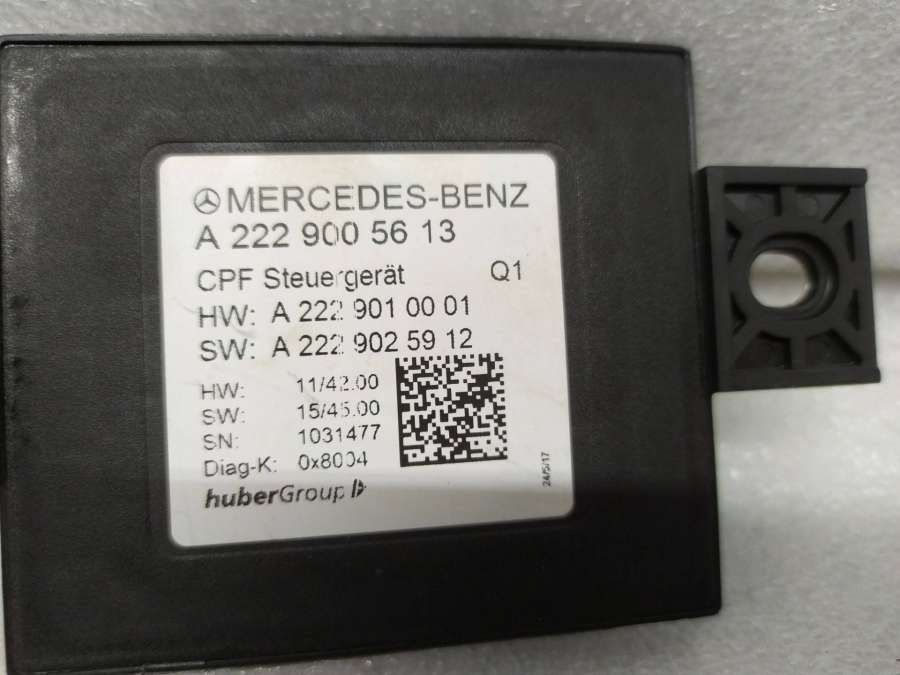 MERCEDES-BENZ
A 222 900 56 13
CPF Steuergerät Q1
HW: A 222 901 00 01
SW: A 222 902 59 12
HW: 11/42.00
SW: 15/45.00
SN: 1031477
Diag-K: 0x8004
huberGroup
24/5/17